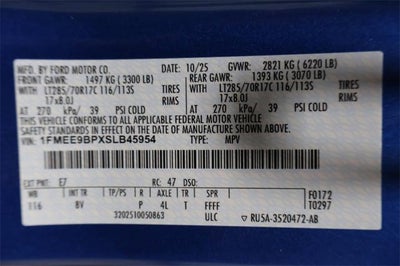 MFD. BY FORD MOTOR CO. 10/25 GVWR: 2821 KG (6220 LB)
FRONT GAWR: 1497 KG (3300 LB) REAR GAWR: 1393 KG (3070 LB)
WITH LT285/70R17C 116/113S TIRES WITH LT285/70R17C 116/113S TIRES
17x8.0J RIMS 17x8.0J RIMS
AT 270 kPa/ 39 PSI COLD AT 270 kPa/ 39 PSI COLD
THIS VEHICLE CONFORMS TO ALL APPLICABLE FEDERAL MOTOR VEHICLE
SAFETY STANDARDS IN EFFECT ON THE DATE OF MANUFACTURE SHOWN ABOVE.
VIN: 1FMEE9BPXSLB45954 TYPE: MPV
EXT PNT: E7 RC: 47 DSO:
WB INT TR TP/PS R AXLE TR SPR F0172
116 8V P 4L T FFFF T0297
3202510050863 ULC RU5A-3520472-AB